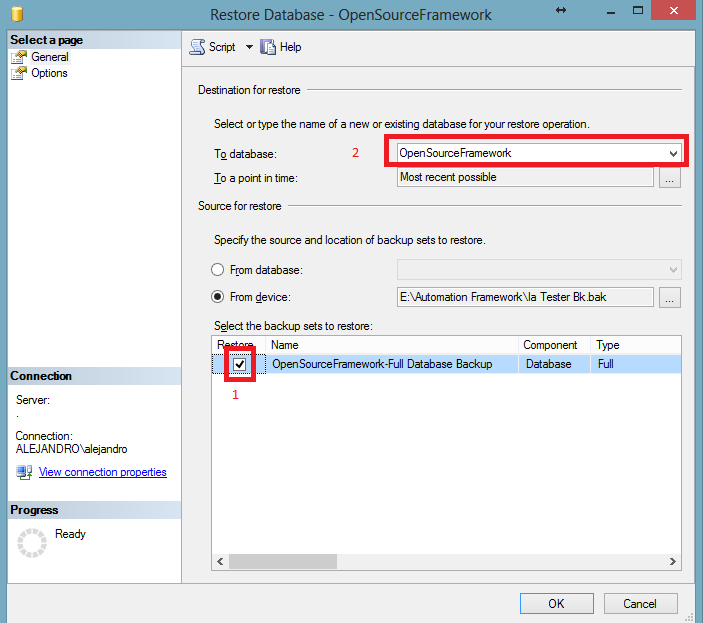 Restore Database - OpenSourceFramework
Select a page
General
Options
Script
Help
Destination for restore
Select or type the name of a new or existing database for your restore operation.
To database:
2
OpenSourceFramework
To a point in time:
Most recent possible
...
Source for restore
Specify the source and location of backup sets to restore.
From database:
From device:
E:\Automation Framework\Ia Tester Bk.bak
...
Select the backup sets to restore:
Restore Name Component Type
OpenSourceFramework-Full Database Backup Database Full
1
Connection
Server:
.
Connection:
ALEJANDRO\alejandro
View connection properties
Progress
Ready
OK
Cancel